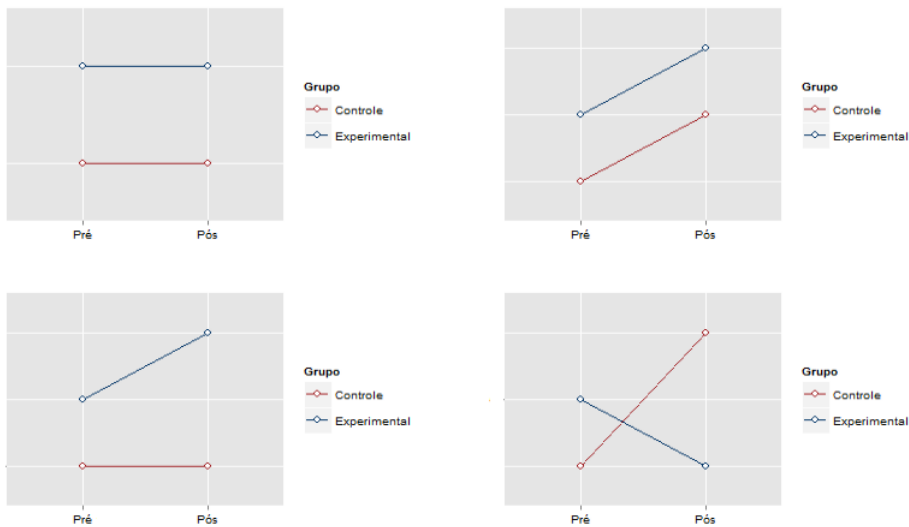 Grupo
Controle
Experimental
Pré Pós
Grupo
Controle
Experimental
Pré Pós
Grupo
Controle
Experimental
Pré Pós
Grupo
Controle
Experimental
Pré Pós